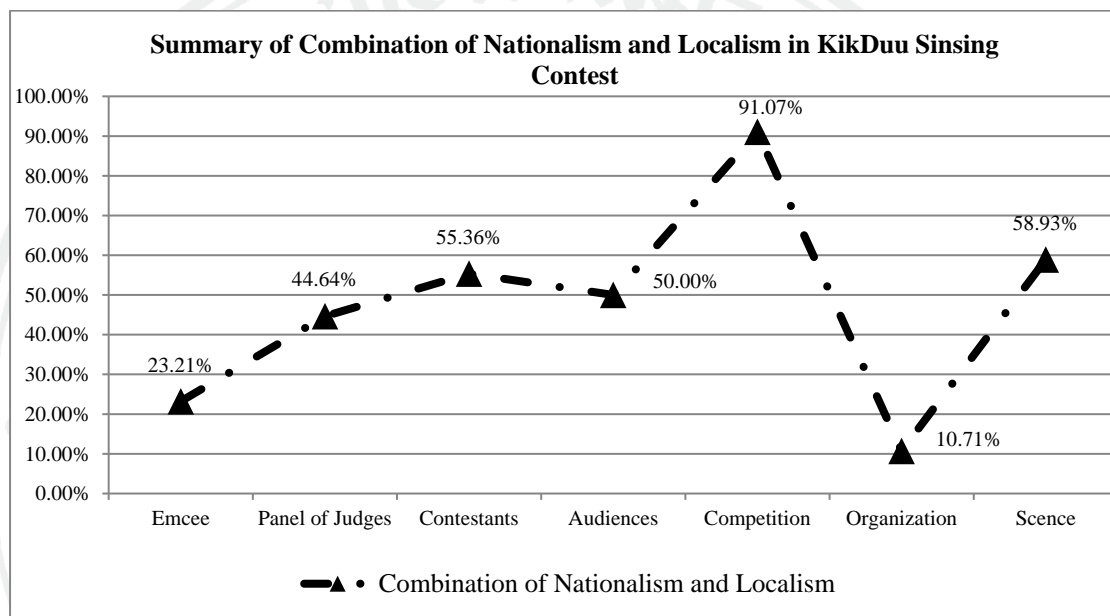 Summary of Combination of Nationalism and Localism in KikDuu Sinsing
Contest
100.00%
90.00%
80.00%
70.00%
60.00%
50.00%
40.00%
30.00%
20.00%
10.00%
0.00%
23.21%
44.64%
55.36%
50.00%
91.07%
10.71%
58.93%
Emcee
Panel of Judges
Contestants
Audiences
Competition
Organization
Scence
Combination of Nationalism and Localism